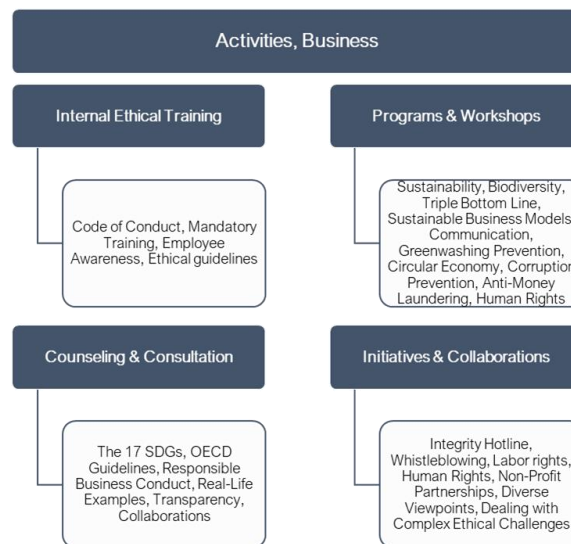 Activities, Business
Internal Ethical Training
Code of Conduct, Mandatory
Training, Employee
Awareness, Ethical guidelines
Programs & Workshops
Sustainability, Biodiversity,
Triple Bottom Line,
Sustainable Business Models
Communication,
Greenwashing Prevention,
Circular Economy, Corruption
Prevention, Anti-Money
Laundering, Human Rights
Counseling & Consultation
The 17 SDGs, OECD
Guidelines, Responsible
Business Conduct, Real-Life
Examples, Transparency,
Collaborations
Initiatives & Collaborations
Integrity Hotline,
Whistleblowing, Labor rights,
Human Rights, Non-Profit
Partnerships, Diverse
Viewpoints, Dealing with
Complex Ethical Challenges